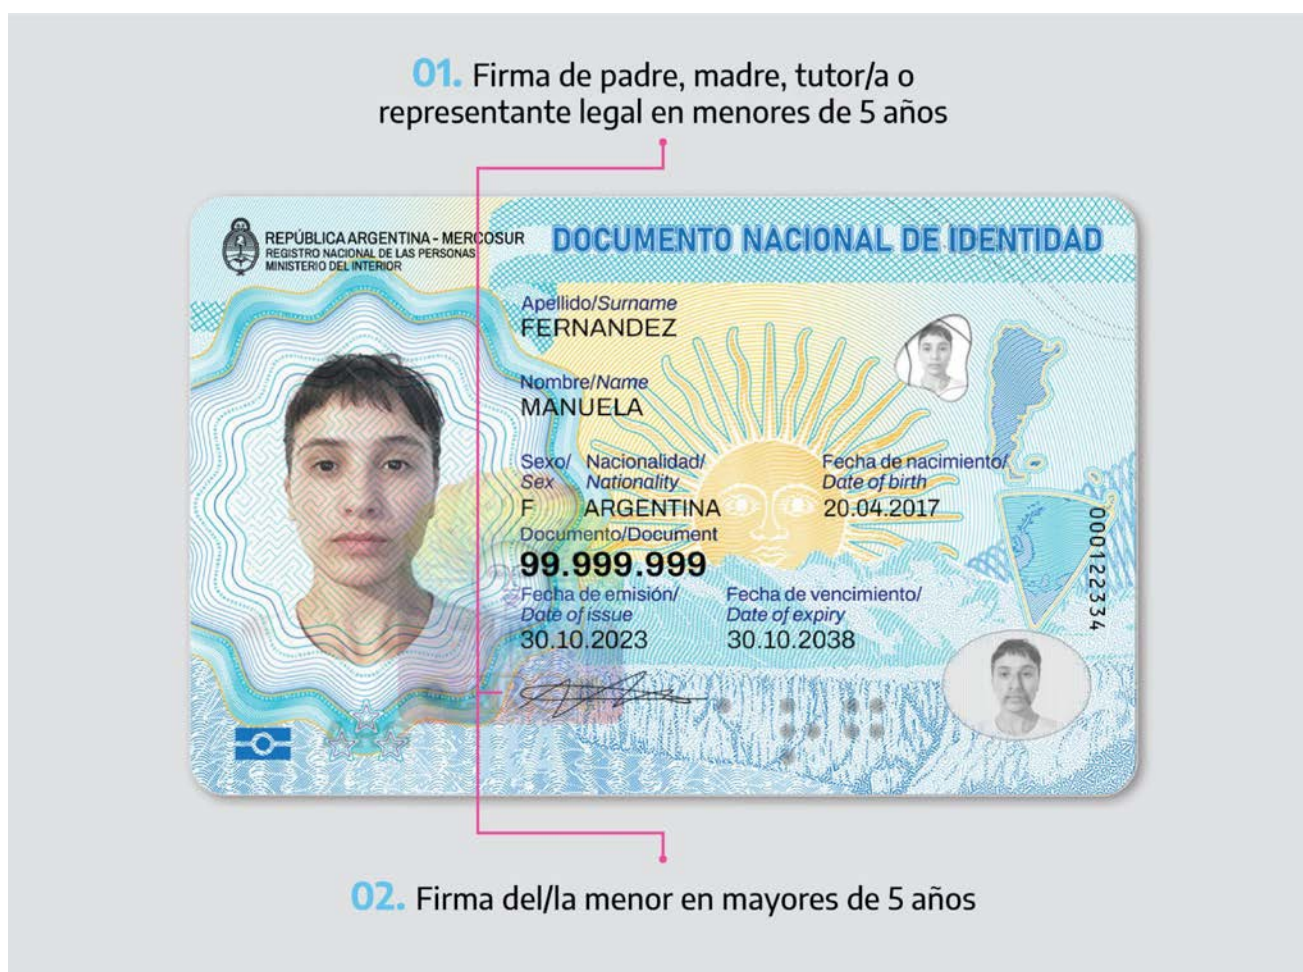 01. Firma de padre, madre, tutor/a o
representante legal en menores de 5 años
REPÚBLICA ARGENTINA - MERCOSUR
REGISTRO NACIONAL DE LAS PERSONAS
MINISTERIO DEL INTERIOR
DOCUMENTO NACIONAL DE IDENTIDAD
Apellido/Surname
FERNANDEZ
Nombre/Name
MANUELA
Sexo/ Nacionalidad/ Fecha de nacimiento/
Sex Nationality Date of birth
F ARGENTINA 20.04.2017
Documento/Document
99.999.999
Fecha de emisión/ Fecha de vencimiento/
Date of issue Date of expiry
30.10.2023 30.10.2038
000122334
02. Firma del/la menor en mayores de 5 años